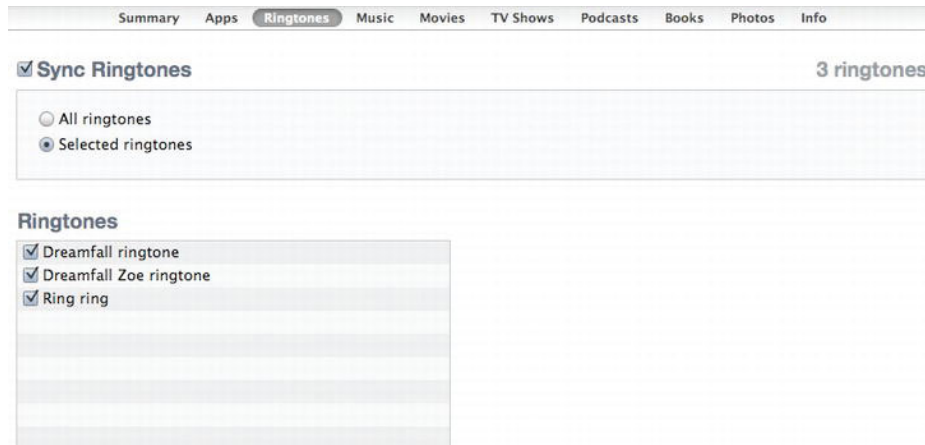 Summary Apps Ringtones Music Movies TV Shows Podcasts Books Photos Info
Sync Ringtones 3 ringtones
All ringtones
Selected ringtones
Ringtones
Dreamfall ringtone
Dreamfall Zoe ringtone
Ring ring